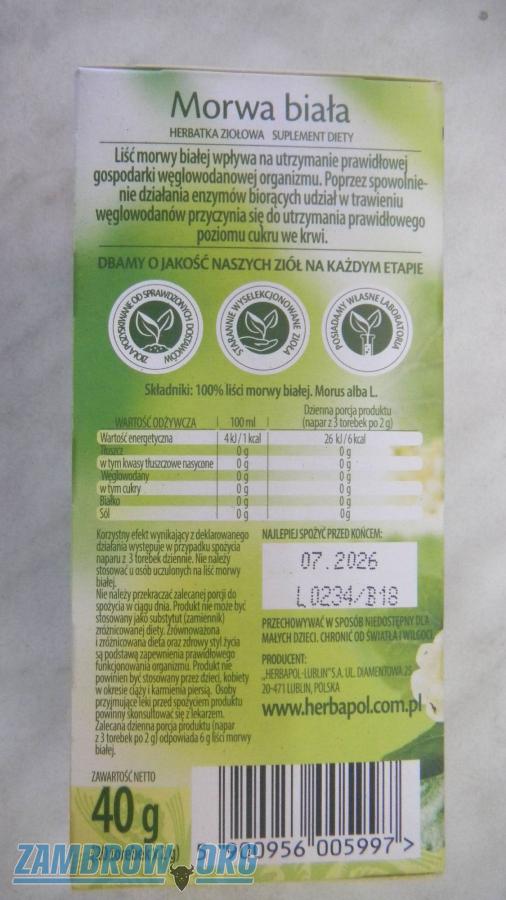 Morwa biała
HERBATKA ZIOŁOWA SUPLEMENT DIETY
Liść morwy białej wpływa na utrzymanie prawidłowej
gospodarki węglowodanowej organizmu. Poprzez spowolnie-
nie działania enzymów biorących udział w trawieniu
węglowodanów przyczynia się do utrzymania prawidłowego
poziomu cukru we krwi.
DBAMY O JAKOŚĆ NASZYCH ZIÓŁ NA KAŻDYM ETAPIE
ZIOŁA POZYSKIWANE OD SPRAWDZONYCH DOSTAWCÓW
STARANNIE WYSELEKCJONOWANE ZIOŁA
POSIADAMY WŁASNE LABORATORIA
Składniki: 100% liści morwy białej. Morus alba L.
WARTOŚĆ ODŻYWCZA 100 ml Dzienna porcja produktu
(napar z 3 torebek po 2 g)
Wartość energetyczna 4 kJ/1 kcal 26 kJ/6 kcal
Tłuszcz 0 g 0 g
w tym kwasy tłuszczowe nasycone 0 g 0 g
Węglowodany 0 g 0 g
w tym cukry 0 g 0 g
Białko 0 g 0 g
Sól 0 g 0 g
Korzystny efekt wynikający z deklarowanego
działania występuje w przypadku spożycia
naparu z 3 torebek dziennie. Nie należy
stosować u osób uczulonych na liść morwy
białej.
Nie należy przekraczać zalecanej porcji do
spożycia w ciągu dnia. Produkt nie może być
stosowany jako substytut (zamiennik)
zróżnicowanej diety. Zrównoważona
i zróżnicowana dieta oraz zdrowy styl życia
są podstawą zapewnienia prawidłowego
funkcjonowania organizmu. Produkt nie
powinien być stosowany przez dzieci, kobiety
w okresie ciąży i karmienia piersią. Osoby
przyjmujące leki przed spożyciem produktu
powinny skonsultować się z lekarzem.
Zalecana dzienna porcja produktu (napar
z 3 torebek po 2 g) odpowiada 6 g liści morwy
białej.
NAJLEPIEJ SPOŻYĆ PRZED KOŃCEM:
07.2026
L0234/B18
PRZECHOWYWAĆ W SPOSÓB NIEDOSTĘPNY DLA
MAŁYCH DZIECI. CHRONIĆ OD ŚWIATŁA I WILGOCI
PRODUCENT:
„HERBAPOL-LUBLIN" S.A. UL. DIAMENTOWA 25
20-471 LUBLIN, POLSKA
www.herbapol.com.pl
ZAWARTOŚĆ NETTO
40 g
5 900956 005997 >
ZAMBROW.ORG